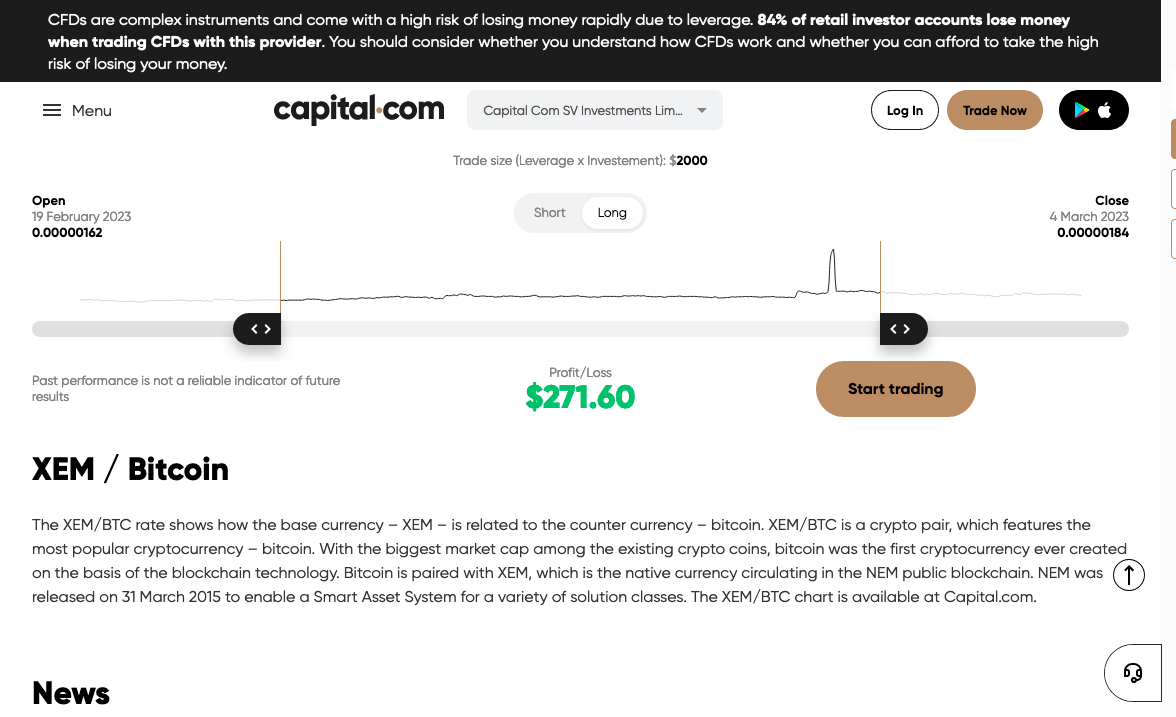 CFDs are complex instruments and come with a high risk of losing money rapidly due to leverage. 84% of retail investor accounts lose money
when trading CFDs with this provider. You should consider whether you understand how CFDs work and whether you can afford to take the high
risk of losing your money.
Menu
capital.com
Capital Com SV Investments Lim...
Log In
Trade Now
Trade size (Leverage x Investement): $2000
Open
19 February 2023
0.00000162
Short
Long
Close
4 March 2023
0.00000184
Past performance is not a reliable indicator of future
results
Profit/Loss
$271.60
Start trading
XEM / Bitcoin
The XEM/BTC rate shows how the base currency – XEM – is related to the counter currency – bitcoin. XEM/BTC is a crypto pair, which features the
most popular cryptocurrency – bitcoin. With the biggest market cap among the existing crypto coins, bitcoin was the first cryptocurrency ever created
on the basis of the blockchain technology. Bitcoin is paired with XEM, which is the native currency circulating in the NEM public blockchain. NEM was
released on 31 March 2015 to enable a Smart Asset System for a variety of solution classes. The XEM/BTC chart is available at Capital.com.
News